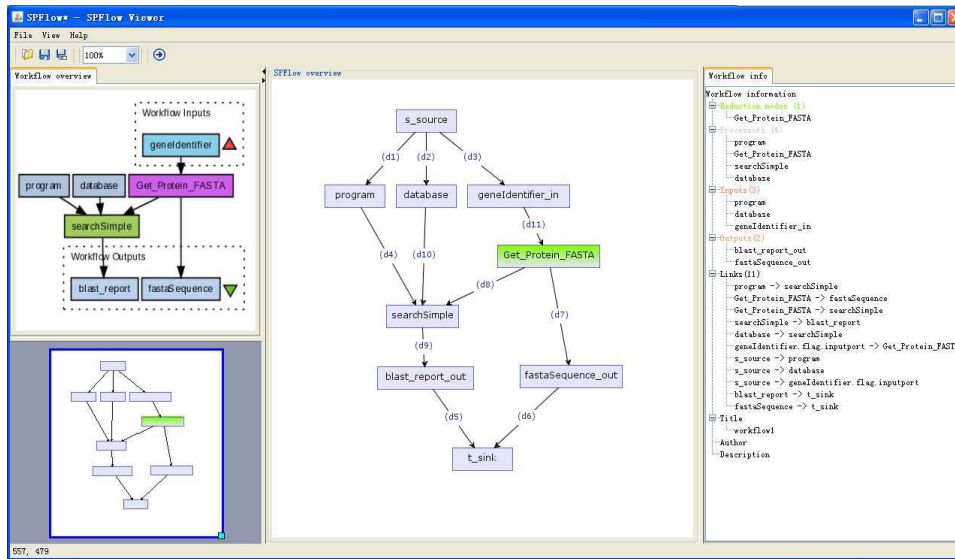 SPFlow* - SPFlow Viewer
File View Help
100%
Workflow overview
Workflow Inputs
geneIdentifier
program
database
Get_Protein_FASTA
searchSimple
Workflow Outputs
blast_report
fastaSequence
SPFlow overview
s_source
(d1)
(d2)
(d3)
program
database
geneIdentifier_in
(d11)
(d4)
(d10)
Get_Protein_FASTA
(d8)
searchSimple
(d7)
(d9)
blast_report_out
fastaSequence_out
(d5)
(d6)
t_sink
Workflow info
Workflow information
Reduction nodes (1)
Get_Protein_FASTA
Processors (4)
program
Get_Protein_FASTA
searchSimple
database
Inputs(3)
program
database
geneIdentifier_in
Outputs(2)
blast_report_out
fastaSequence_out
Links(11)
program -> searchSimple
Get_Protein_FASTA -> fastaSequence
Get_Protein_FASTA -> searchSimple
searchSimple -> blast_report
database -> searchSimple
geneIdentifier.flag.inputport -> Get_Protein_FAST
s_source -> program
s_source -> database
s_source -> geneIdentifier.flag.inputport
blast_report -> t_sink
fastaSequence -> t_sink
Title
workflow1
Author
Description
557, 479